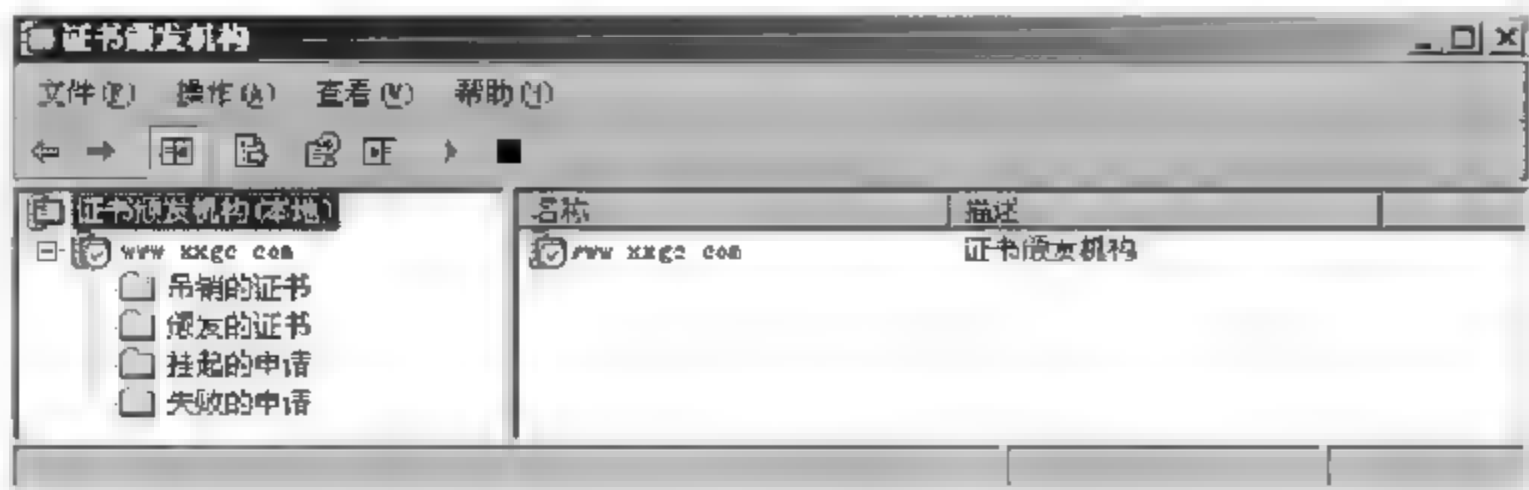 证书颁发机构
文件(F) 操作(A) 查看(V) 帮助(H)
证书颁发机构(本地)
名称 描述
www xxgc com
www xxgc com 证书颁发机构
吊销的证书
颁发的证书
挂起的申请
失败的申请